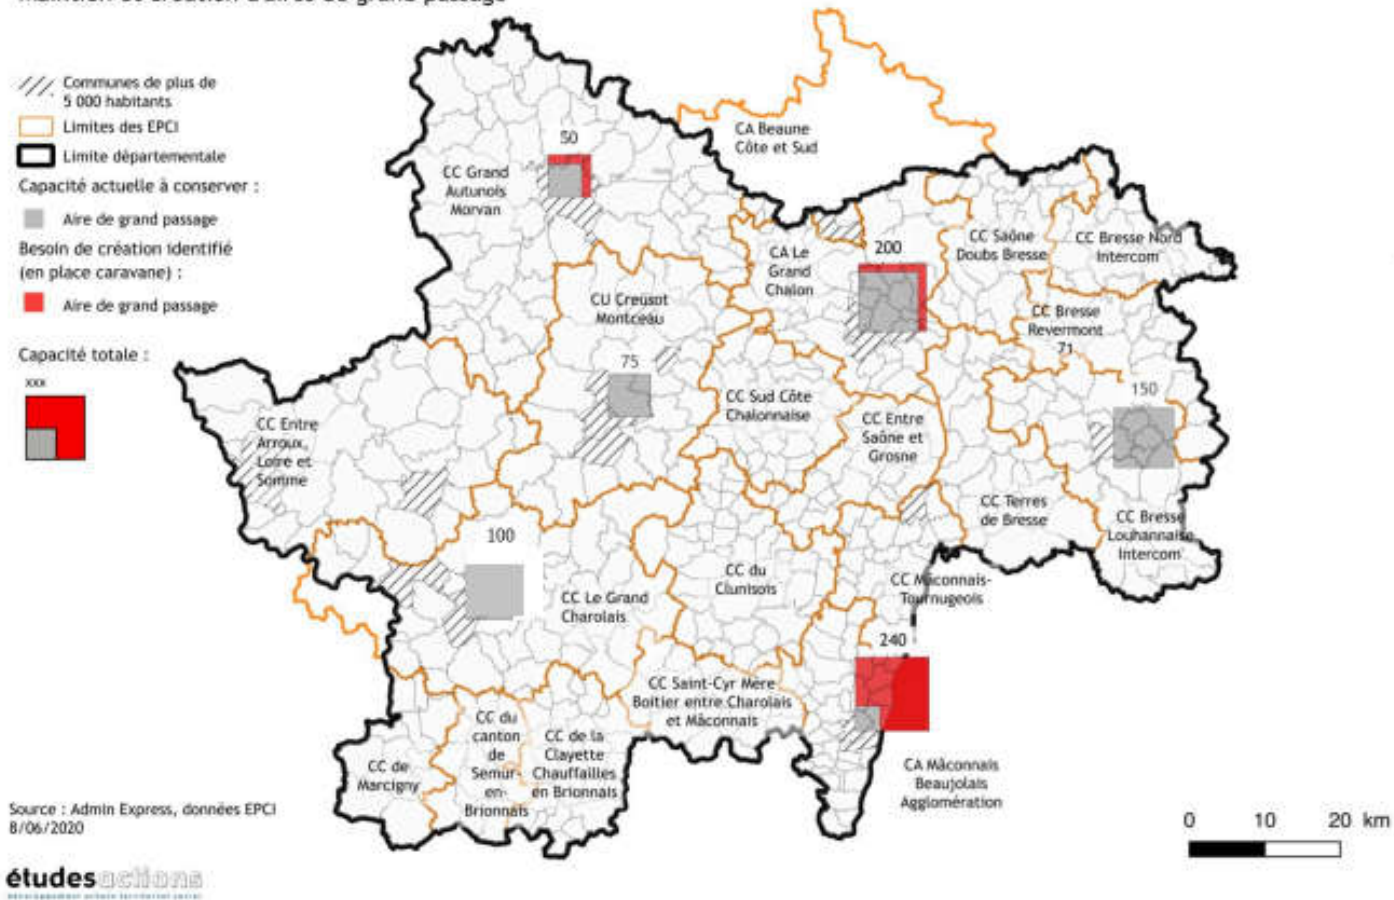 Maintien et création d'aires de grand passage
Communes de plus de
5 000 habitants
Limites des EPCI
Limite départementale
Capacité actuelle à conserver :
Aire de grand passage
Besoin de création identifié
(en place caravane) :
Aire de grand passage
Capacité totale :
xxx
CA Beaune
Côte et Sud
50
CC Grand
Autunois
Morvan
CA Le
Grand
Chalon
200
CC Saône
Doubs Bresse
CC Bresse Nord
Intercom
CU Creusot
Montceau
75
CC Bresse
Revermont
71
150
CC Sud Côte
Chalonnaise
CC Entre
Saône et
Grosne
CC Entre
Arroux,
Loire et
Somme
CC Terres
de Bresse
CC Bresse
Louhannaise
Intercom'
100
CC Le Grand
Charolais
CC du
Clunisois
CC Mâconnais-
Tournugeois
240
CC Saint-Cyr Mère
Boitier entre Charolais
et Mâconnais
CC du
canton
de
Semur-
en-
Brionnais
CC de la
Clayette
Chauffailles
en Brionnais
CC de
Marcigny
CA Mâconnais
Beaujolais
Agglomération
Source : Admin Express, données EPCI
8/06/2020
0 10 20 km
études actions